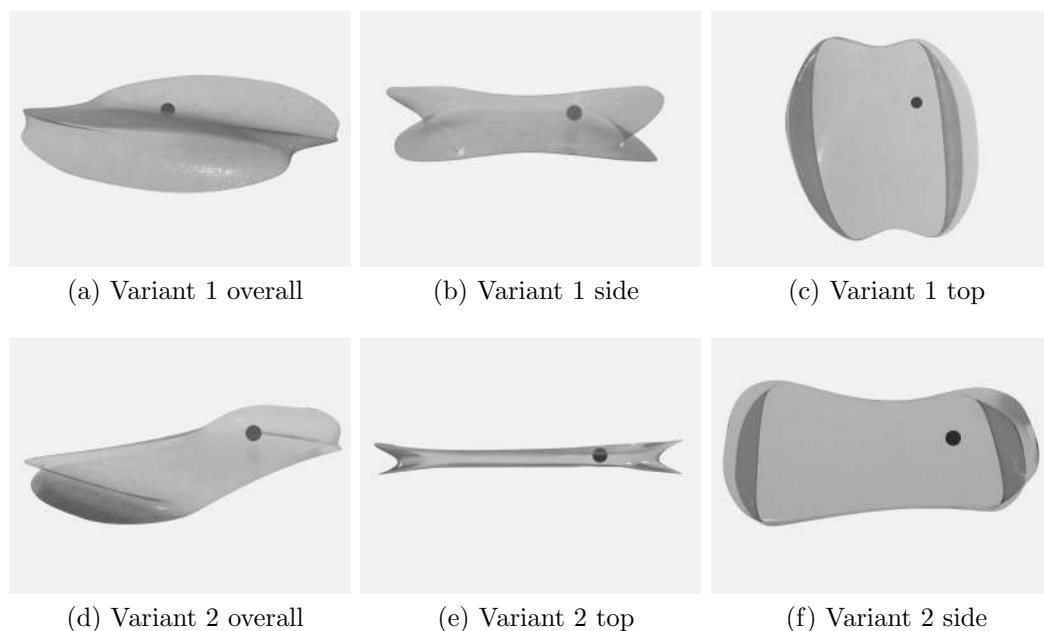 (a) Variant 1 overall
(b) Variant 1 side
(c) Variant 1 top
(d) Variant 2 overall
(e) Variant 2 top
(f) Variant 2 side